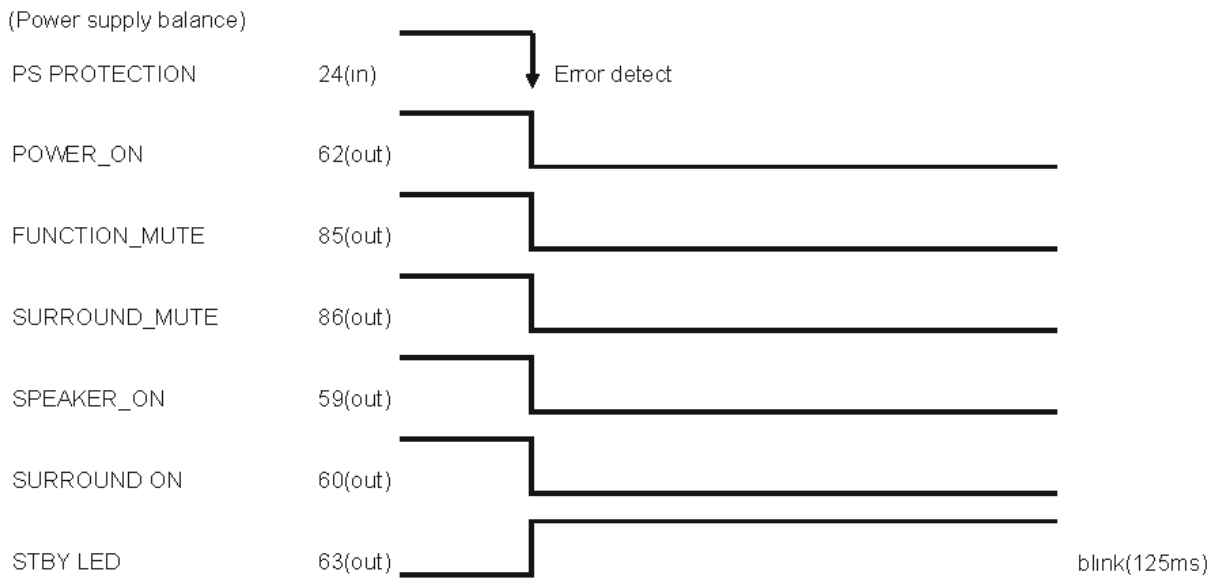 (Power supply balance)
PS PROTECTION 24(in) Error detect
POWER_ON 62(out)
FUNCTION_MUTE 85(out)
SURROUND_MUTE 86(out)
SPEAKER_ON 59(out)
SURROUND ON 60(out)
STBY LED 63(out) blink(125ms)